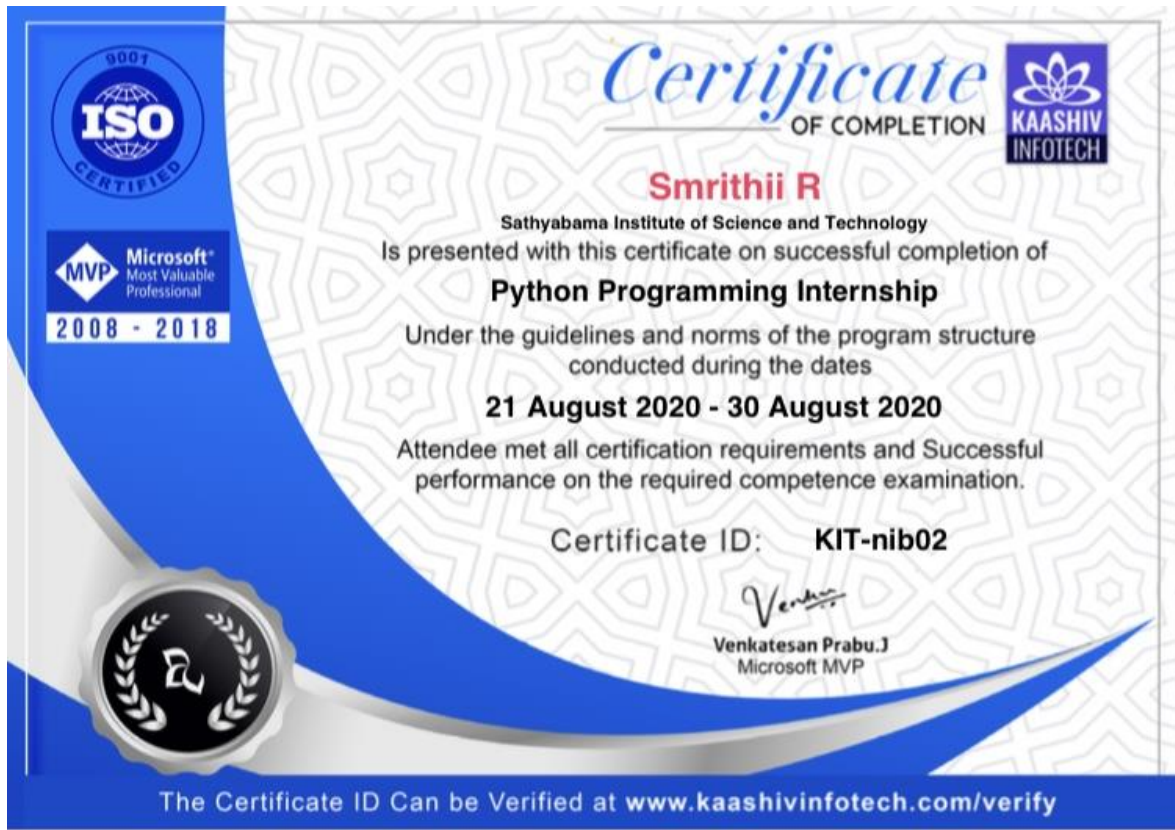 9001
ISO
CERTIFIED
Microsoft®
MVP Most Valuable
Professional
2008 - 2018
Certificate
OF COMPLETION
KAASHIV
INFOTECH
Smrithii R
Sathyabama Institute of Science and Technology
Is presented with this certificate on successful completion of
Python Programming Internship
Under the guidelines and norms of the program structure
conducted during the dates
21 August 2020 - 30 August 2020
Attendee met all certification requirements and Successful
performance on the required competence examination.
Certificate ID: KIT-nib02
Venkatesan Prabu.J
Microsoft MVP
The Certificate ID Can be Verified at www.kaashivinfotech.com/verify